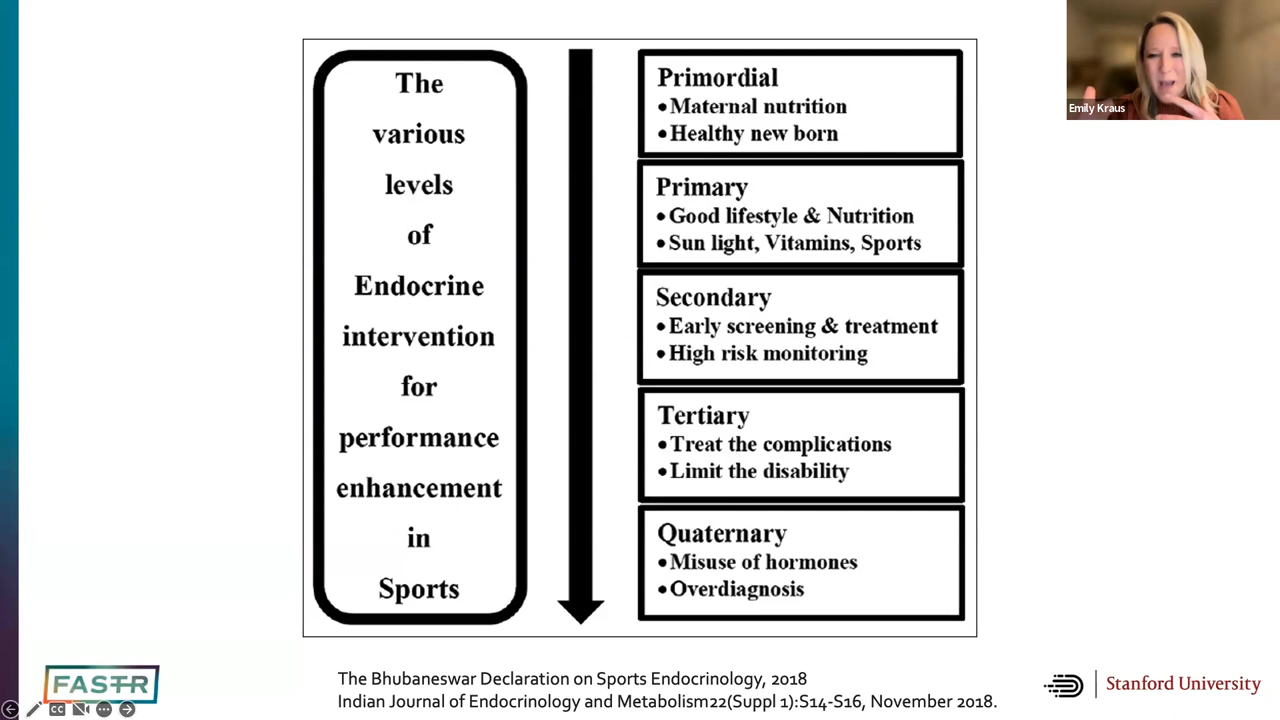 The
various
levels
of
Endocrine
intervention
for
performance
enhancement
in
Sports
Primordial
•Maternal nutrition
•Healthy new born
Primary
•Good lifestyle & Nutrition
•Sun light, Vitamins, Sports
Secondary
•Early screening & treatment
•High risk monitoring
Tertiary
•Treat the complications
•Limit the disability
Quaternary
•Misuse of hormones
•Overdiagnosis
Emily Kraus
FASTR
The Bhubaneswar Declaration on Sports Endocrinology, 2018
Indian Journal of Endocrinology and Metabolism22(Suppl 1):S14-S16, November 2018.
Stanford University
CC